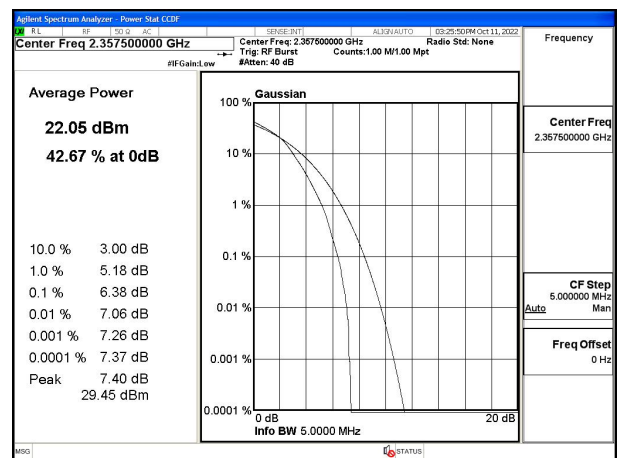 Agilent Spectrum Analyzer - Power Stat CCDF
LXI RL RF 50 Ω AC SENSE:INT ALIGN AUTO 03:25:50 PM Oct 11, 2022
Center Freq 2.357500000 GHz
Center Freq: 2.357500000 GHz Radio Std: None
Trig: RF Burst Counts:1.00 M/1.00 Mpt
#IFGain:Low #Atten: 40 dB
Frequency
Average Power
22.05 dBm
42.67 % at 0dB
10.0 % 3.00 dB
1.0 % 5.18 dB
0.1 % 6.38 dB
0.01 % 7.06 dB
0.001 % 7.26 dB
0.0001 % 7.37 dB
Peak 7.40 dB
29.45 dBm
Gaussian
100 %
10 %
1 %
0.1 %
0.01 %
0.001 %
0.0001 %
0 dB 20 dB
Info BW 5.0000 MHz
Center Freq
2.357500000 GHz
CF Step
5.000000 MHz
Auto Man
Freq Offset
0 Hz
MSG STATUS